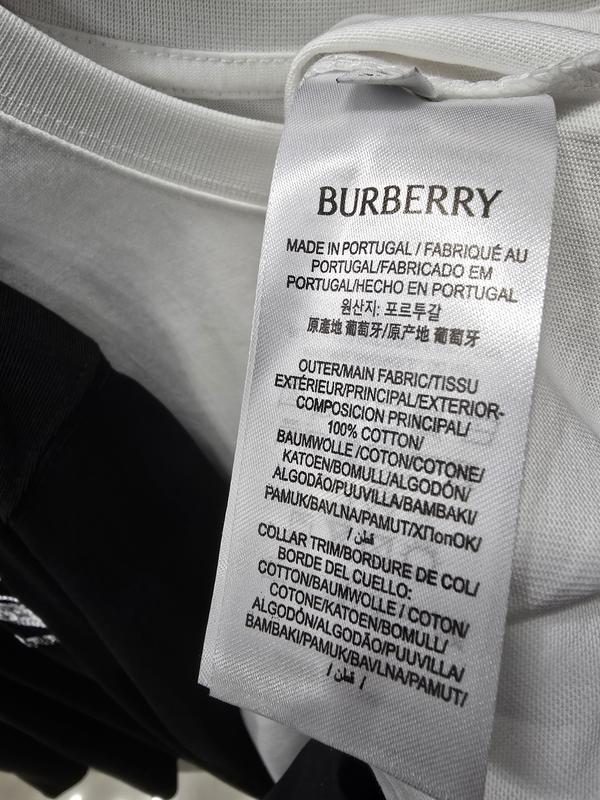 BURBERRY
MADE IN PORTUGAL / FABRIQUÉ AU
PORTUGAL/FABRICADO EM
PORTUGAL/HECHO EN PORTUGAL
원산지: 포르투갈
原產地 葡萄牙/原产地 葡萄牙
OUTER/MAIN FABRIC/TISSU
EXTÉRIEUR/PRINCIPAL/EXTERIOR-
COMPOSICION PRINCIPAL/
100% COTTON/
BAUMWOLLE /COTON/COTONE/
KATOEN/BOMULL/ALGODÓN/
ALGODÃO/PUUVILLA/BAMBAKI/
PAMUK/BAVLNA/PAMUT/ХПопОК/
/ قطن /
COLLAR TRIM/BORDURE DE COL/
BORDE DEL CUELLO:
COTTON/BAUMWOLLE / COTON/
COTONE/KATOEN/BOMULL/
ALGODÓN/ALGODÃO/PUUVILLA/
BAMBAKI/PAMUK/BAVLNA/PAMUT/
/ قطن /